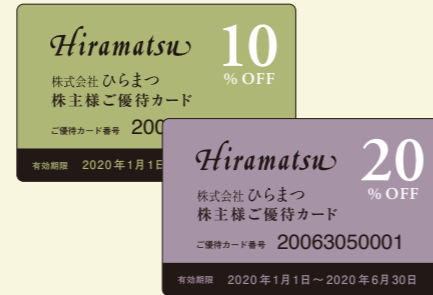 Hiramatsu
10
% OFF
株式会社 ひらまつ
株主様ご優待カード
ご優待カード番号 200
有効期限 2020年1月1日
Hiramatsu
20
% OFF
株式会社 ひらまつ
株主様ご優待カード
ご優待カード番号 20063050001
有効期限 2020年1月1日～2020年6月30日